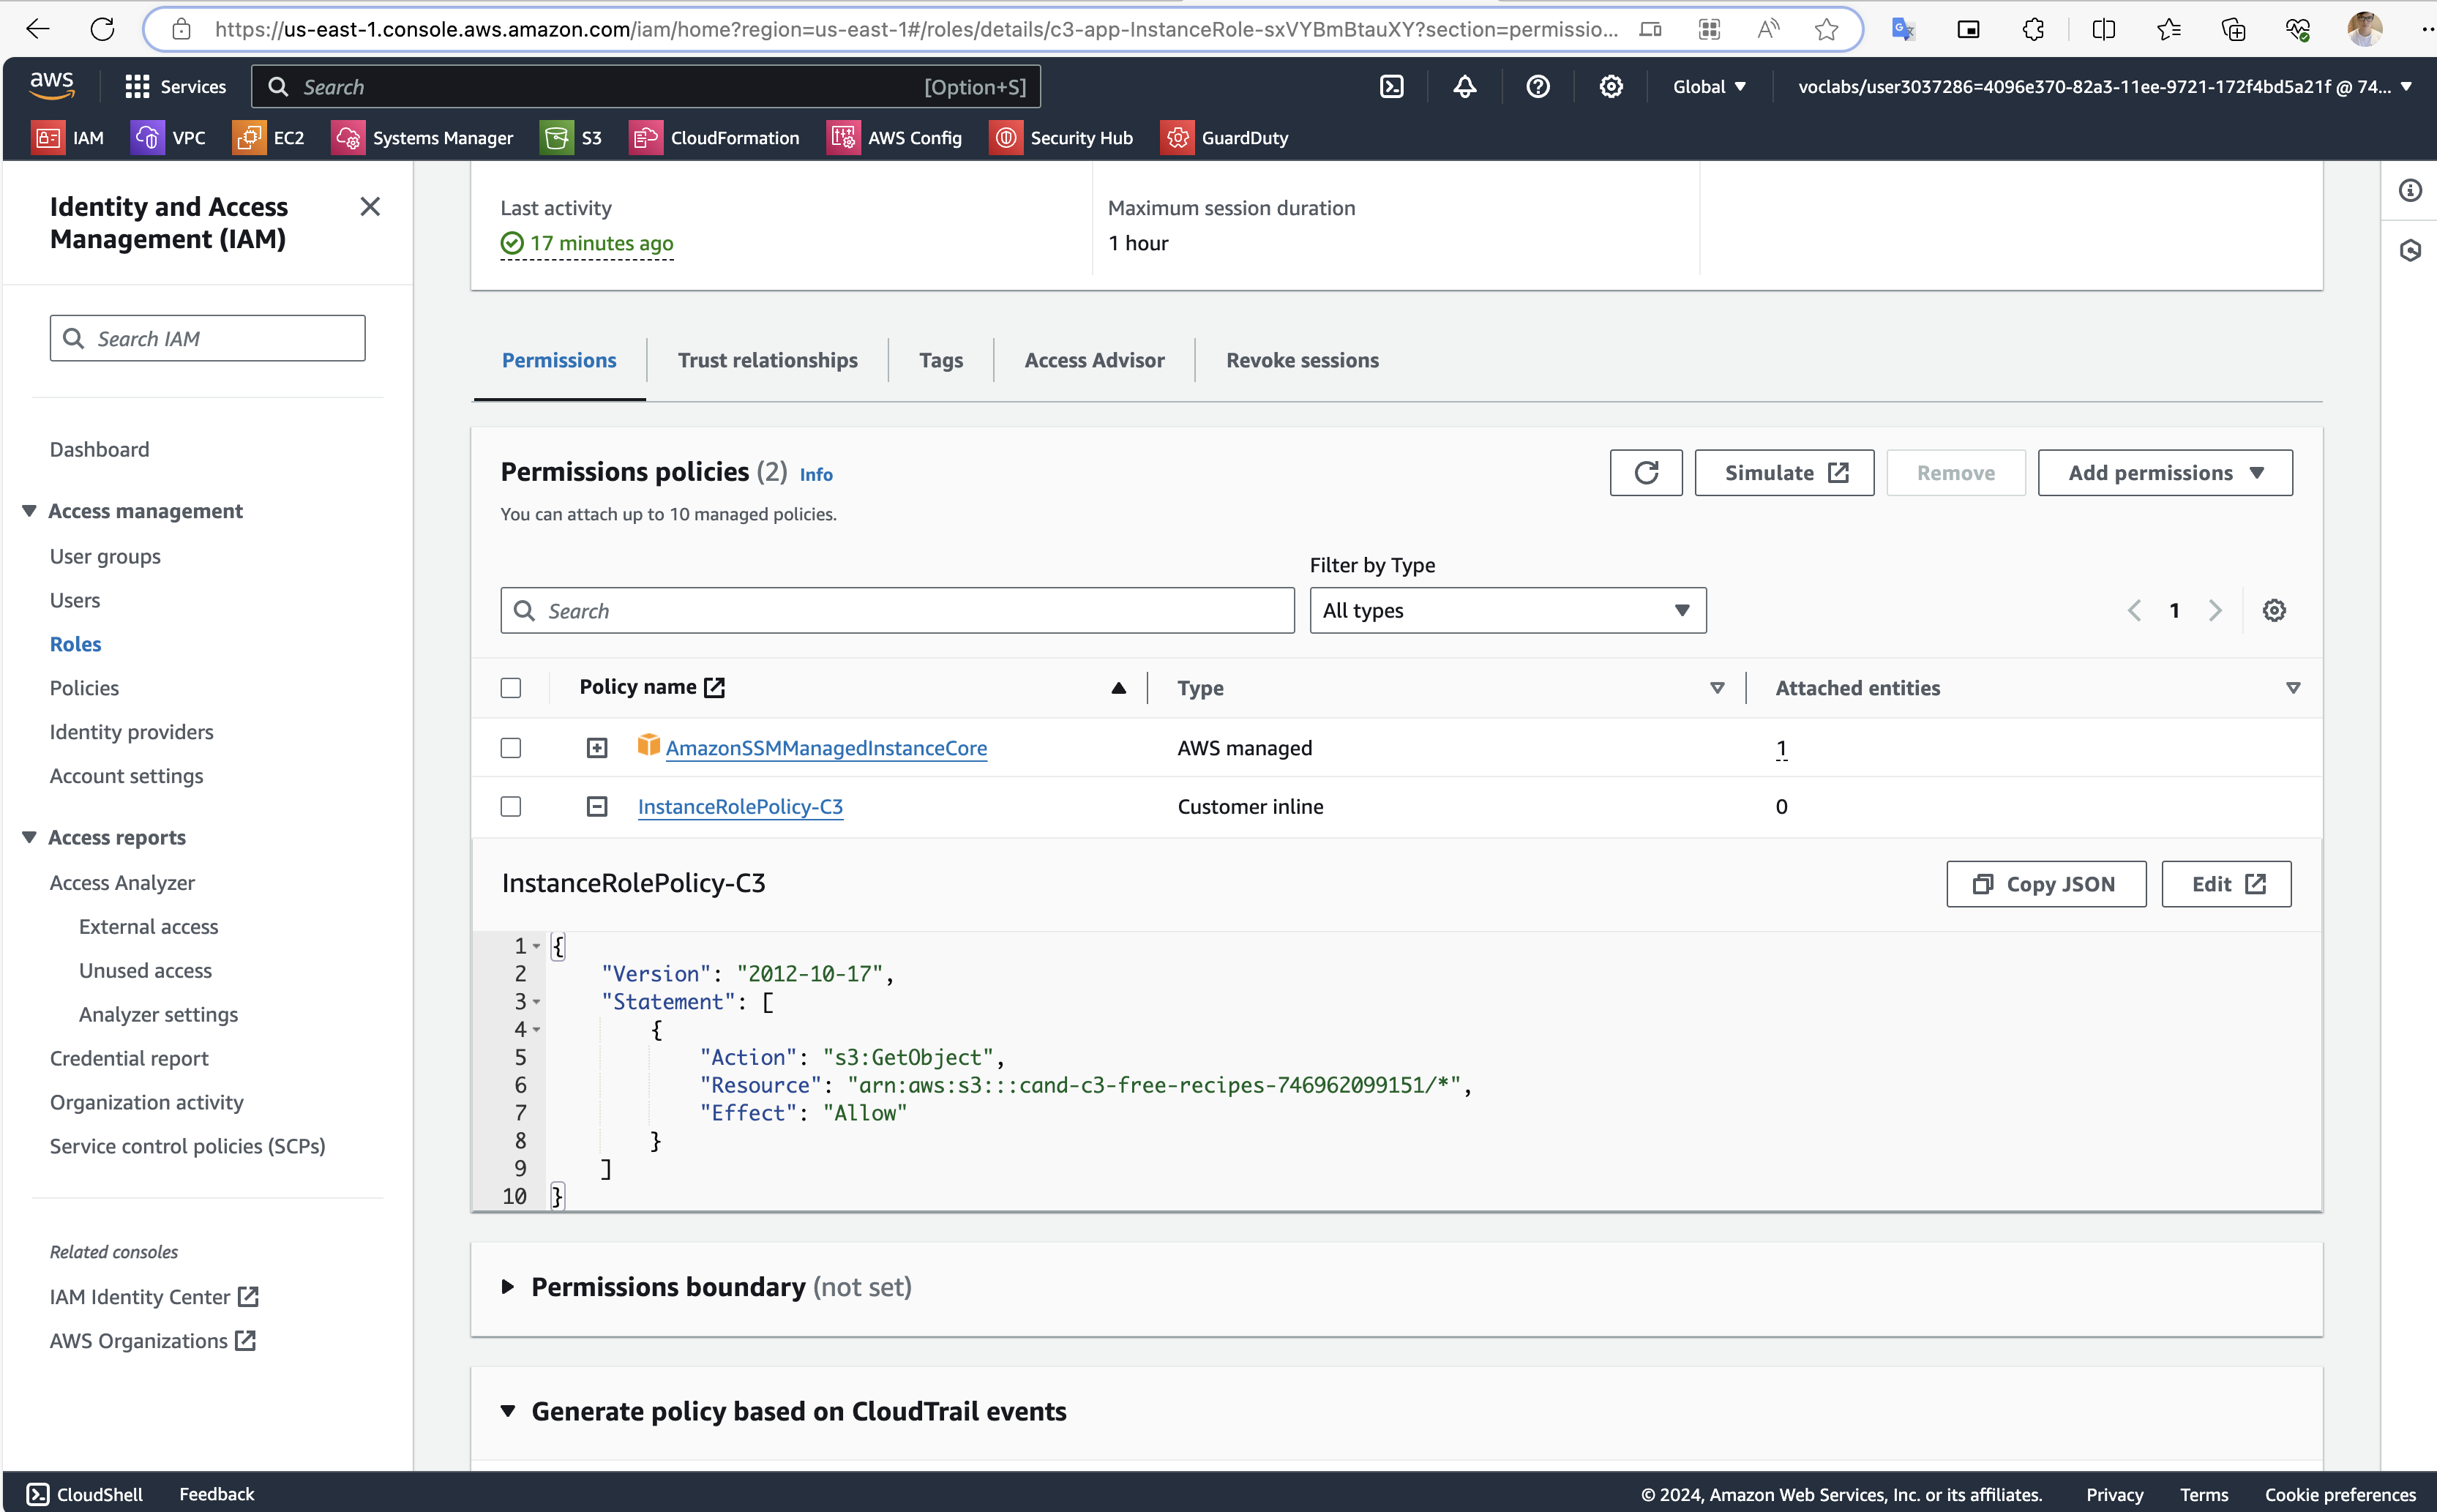 https://us-east-1.console.aws.amazon.com/iam/home?region=us-east-1#/roles/details/c3-app-InstanceRole-sxVYBmBtauXY?section=permissio...
aws
Services
Search
[Option+S]
Global
voclabs/user3037286=4096e370-82a3-11ee-9721-172f4bd5a21f @ 74...
IAM
VPC
EC2
Systems Manager
S3
CloudFormation
AWS Config
Security Hub
GuardDuty
Identity and Access
Management (IAM)
Search IAM
Dashboard
Access management
User groups
Users
Roles
Policies
Identity providers
Account settings
Access reports
Access Analyzer
External access
Unused access
Analyzer settings
Credential report
Organization activity
Service control policies (SCPs)
Related consoles
IAM Identity Center
AWS Organizations
Last activity
17 minutes ago
Maximum session duration
1 hour
Permissions
Trust relationships
Tags
Access Advisor
Revoke sessions
Permissions policies (2) Info
You can attach up to 10 managed policies.
Simulate
Remove
Add permissions
Filter by Type
Search
All types
1
Policy name
Type
Attached entities
AmazonSSMManagedInstanceCore
AWS managed
1
InstanceRolePolicy-C3
Customer inline
0
InstanceRolePolicy-C3
Copy JSON
Edit
1 {
2 "Version": "2012-10-17",
3 "Statement": [
4 {
5 "Action": "s3:GetObject",
6 "Resource": "arn:aws:s3:::cand-c3-free-recipes-746962099151/*",
7 "Effect": "Allow"
8 }
9 ]
10 }
Permissions boundary (not set)
Generate policy based on CloudTrail events
CloudShell
Feedback
© 2024, Amazon Web Services, Inc. or its affiliates.
Privacy
Terms
Cookie preferences